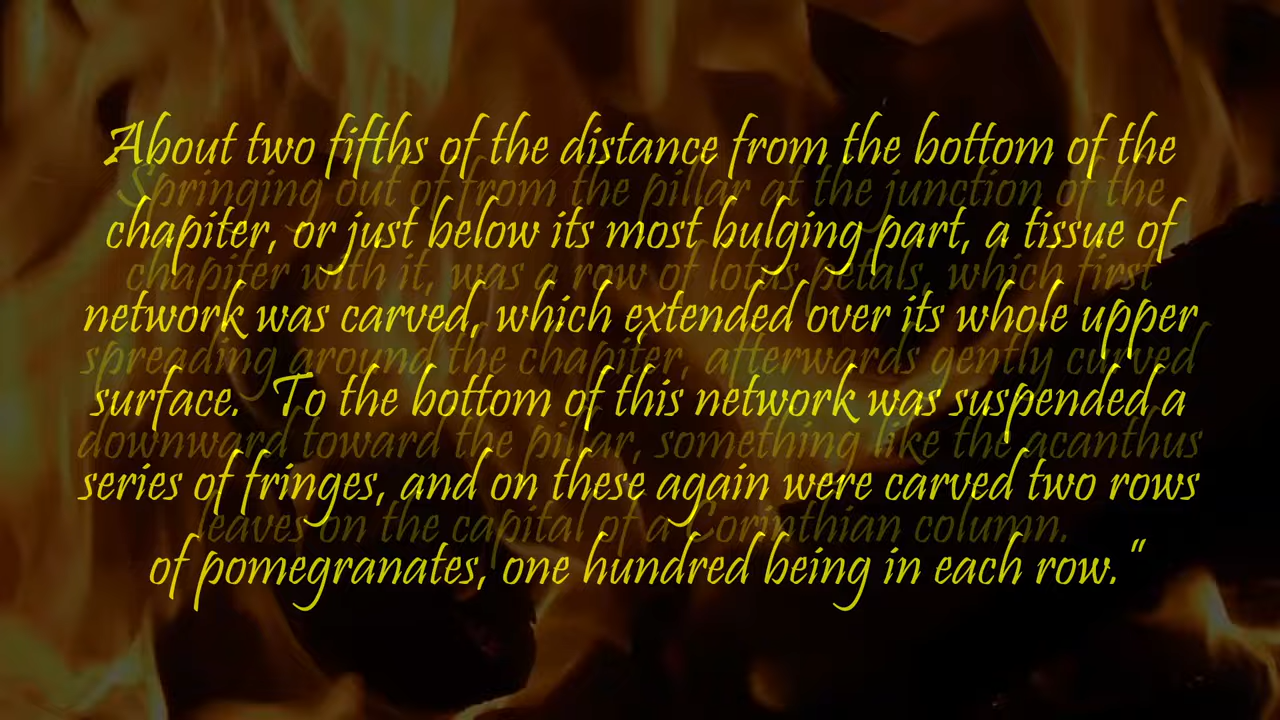 About two fifths of the distance from the bottom of the
Springing out of from the pillar at the junction of the
chapiter, or just below its most bulging part, a tissue of
chapiter with it, was a row of lotus petals, which first
network was carved, which extended over its whole upper
spreading around the chapiter, afterwards gently curved
surface.  To the bottom of this network was suspended a
downward toward the pillar, something like the acanthus
series of fringes, and on these again were carved two rows
leaves on the capital of a Corinthian column.
of pomegranates, one hundred being in each row."